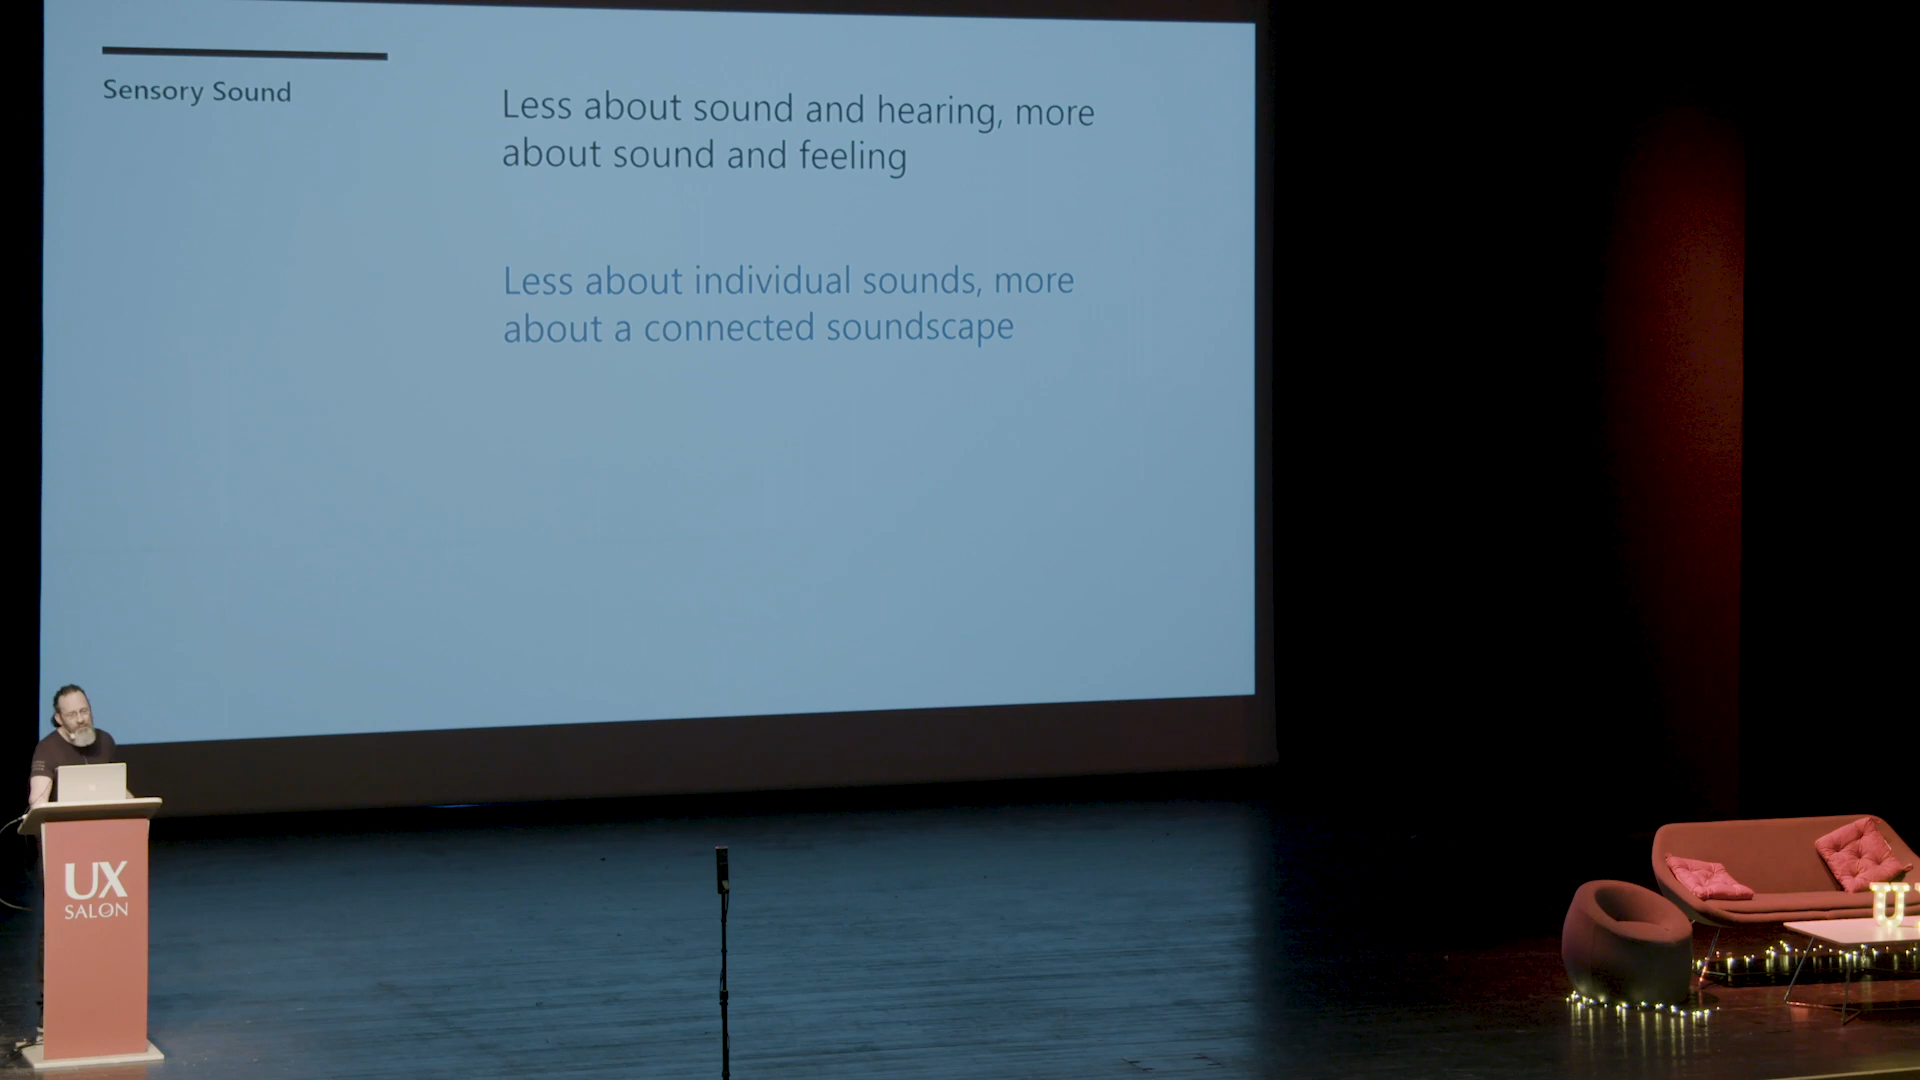 Sensory Sound
Less about sound and hearing, more
about sound and feeling
Less about individual sounds, more
about a connected soundscape
UX
SALON
U